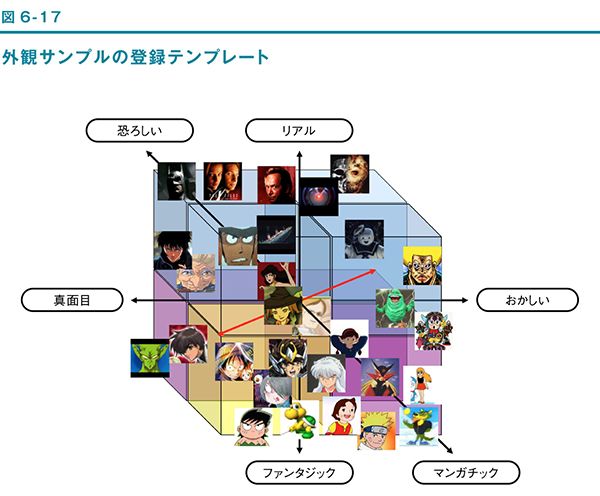 図6-17
外観サンプルの登録テンプレート
恐ろしい
リアル
真面目
おかしい
ファンタジック
マンガチック